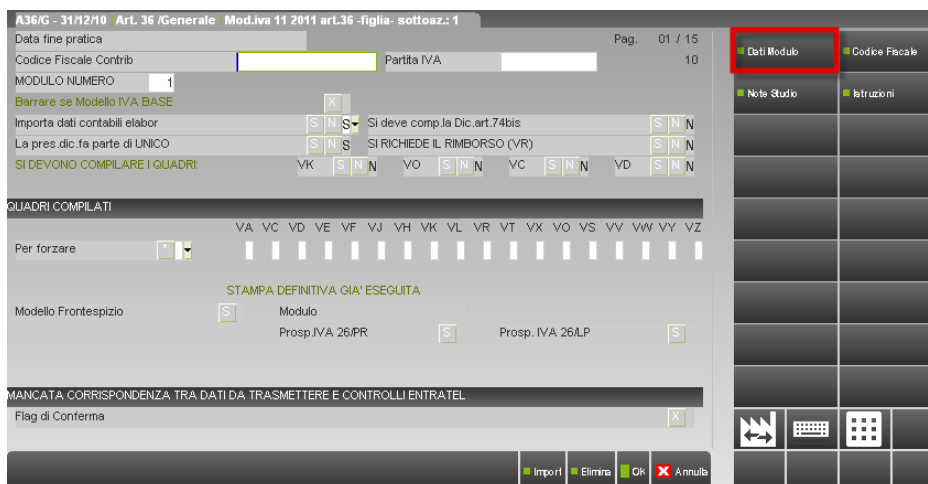 A36/G - 31/12/10 Art. 36 /Generale Mod.iva 11 2011 art.36 -figlia- sottoaz.: 1
Data fine pratica Pag. 01 / 15
Codice Fiscale Contrib Partita IVA 10
MODULO NUMERO 1
Barrare se Modello IVA BASE X
Importa dati contabili elabor S N S Si deve comp.la Dic.art.74bis S N N
La pres.dic.fa parte di UNICO S N S SI RICHIEDE IL RIMBORSO (VR) S N N
SI DEVONO COMPILARE I QUADRI: VK S N N VO S N N VC S N N VD S N N
QUADRI COMPILATI
VA VC VD VE VF VJ VH VK VL VR VT VX VO VS VV VW VY VZ
Per forzare *
STAMPA DEFINITIVA GIA' ESEGUITA
Modello Frontespizio S Modulo
Prosp.IVA 26/PR S Prosp. IVA 26/LP S
MANCATA CORRISPONDENZA TRA DATI DA TRASMETTERE E CONTROLLI ENTRATEL
Flag di Conferma X
Import Elimina OK X Annulla
Dati Modulo Codice Fiscale
Note Studio Istruzioni